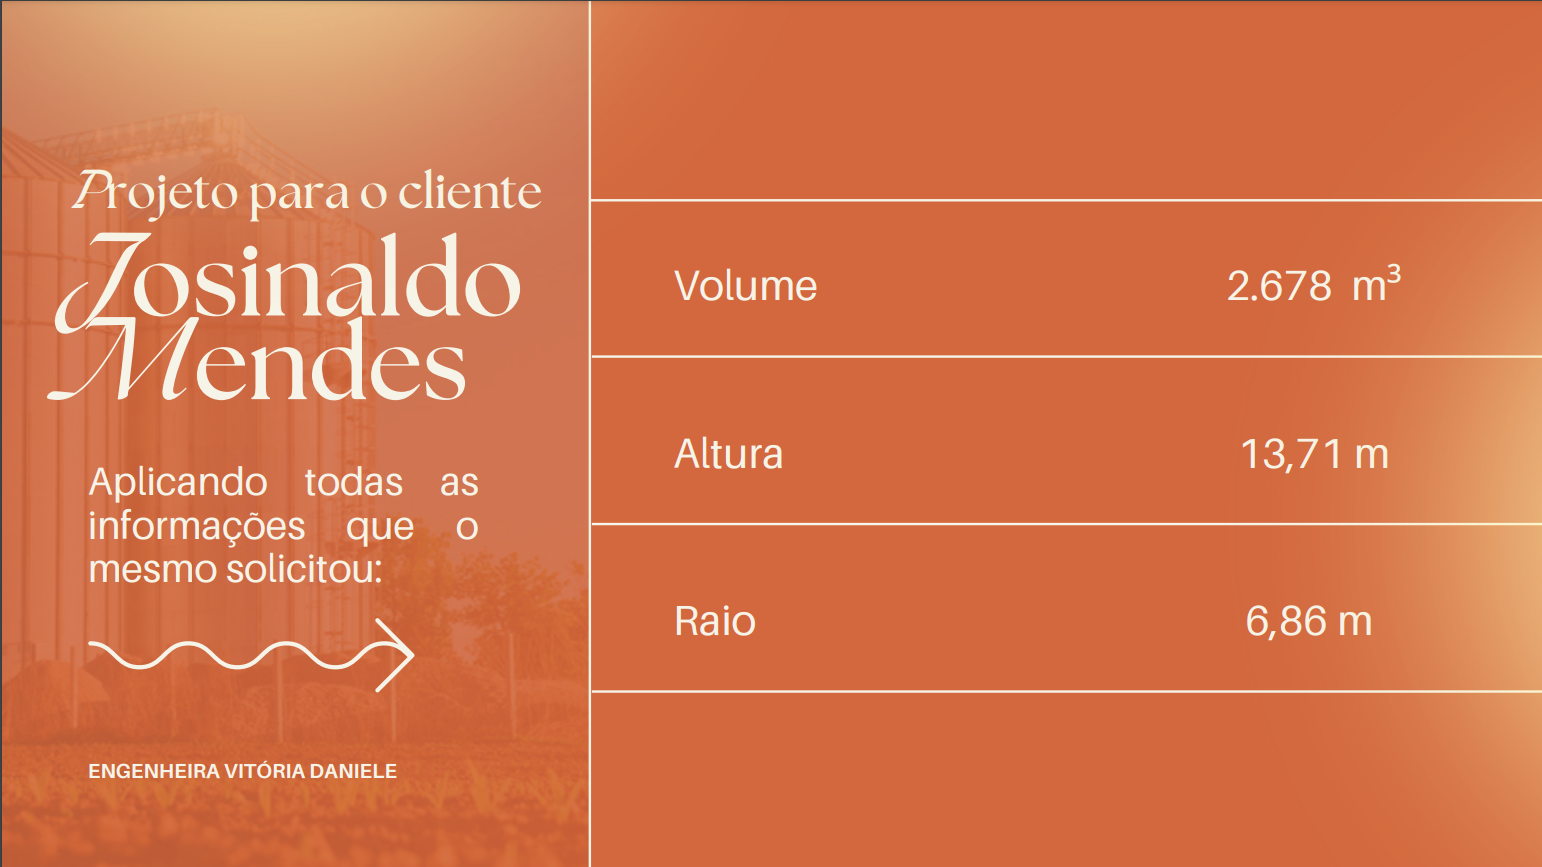 Projeto para o cliente
Josinaldo
Mendes
Aplicando todas as
informações que o
mesmo solicitou:
ENGENHEIRA VITÓRIA DANIELE
Volume 2.678 m³
Altura 13,71 m
Raio 6,86 m